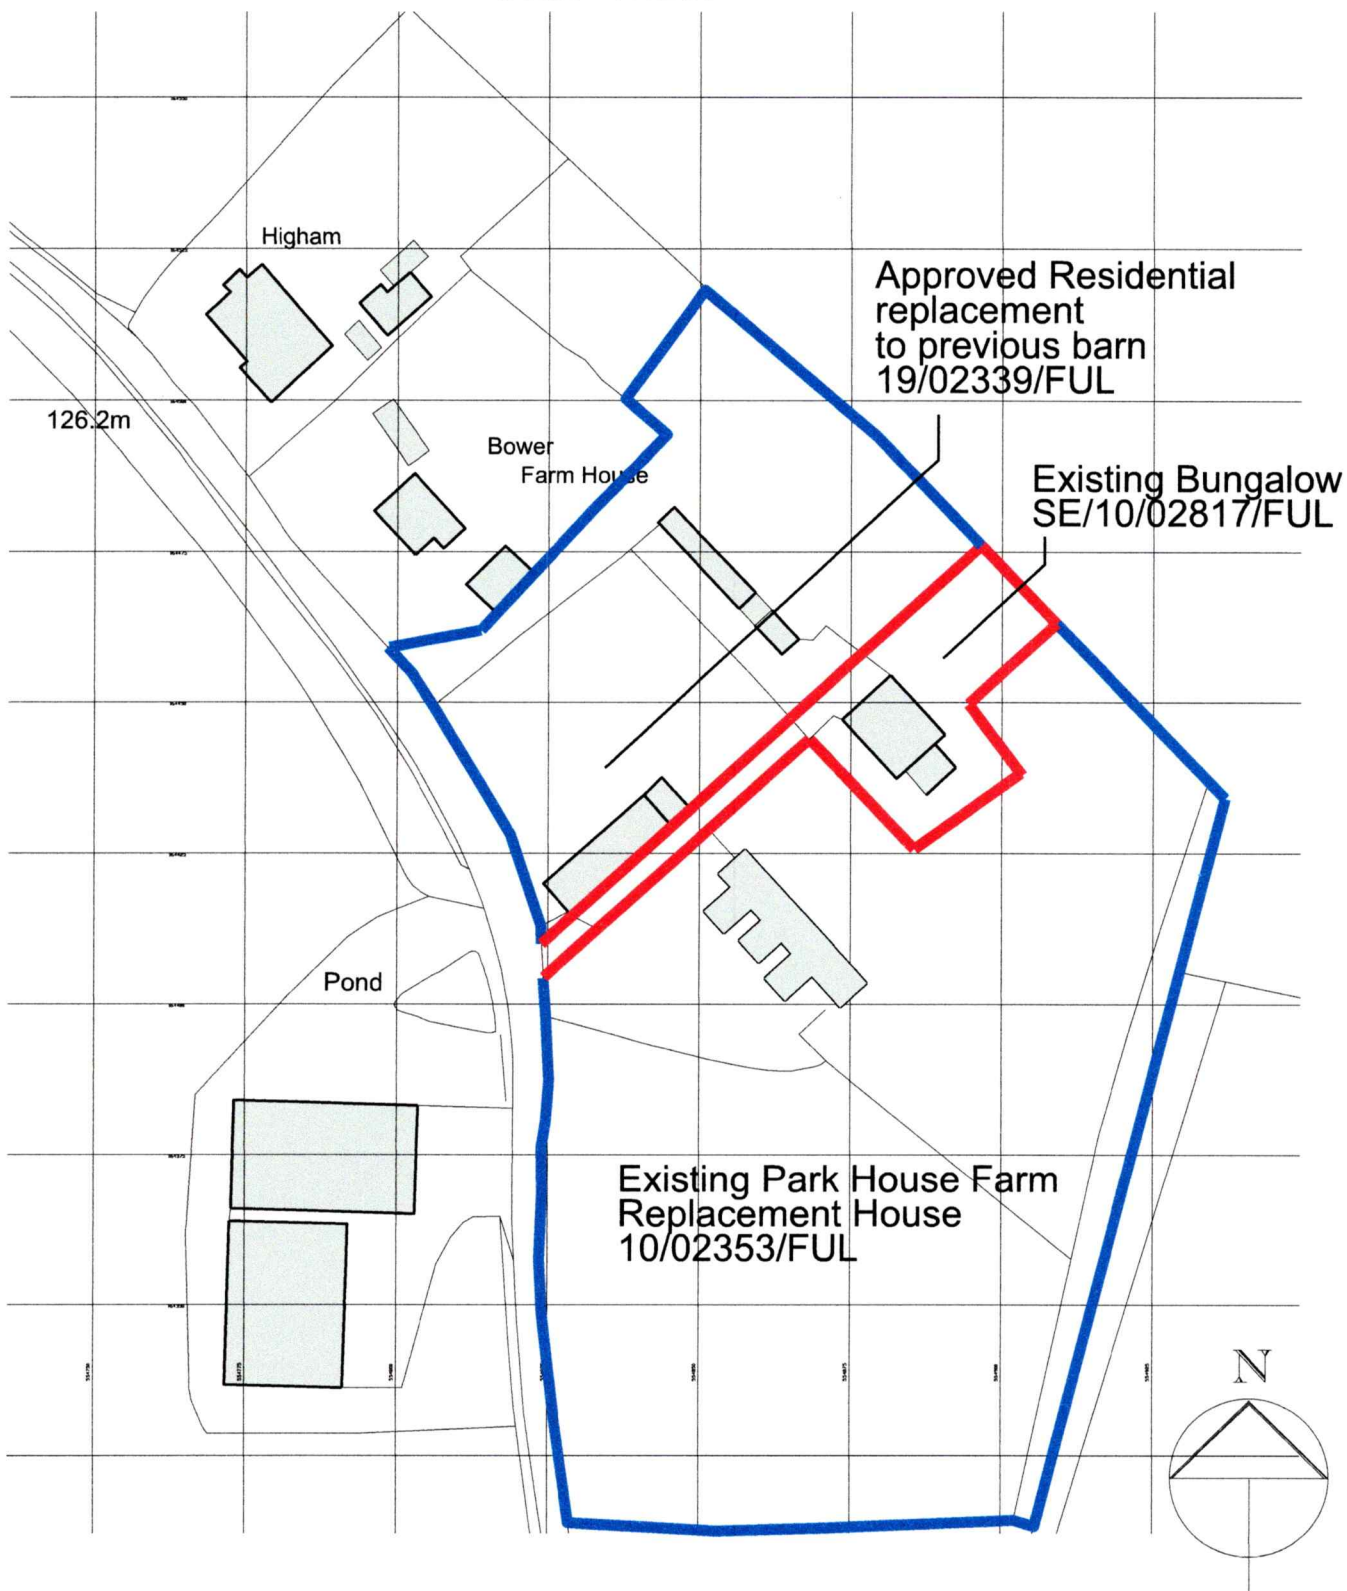 Higham
Approved Residential
replacement
to previous barn
19/02339/FUL
126.2m
Bower
Farm House
Existing Bungalow
SE/10/02817/FUL
Pond
Existing Park House Farm
Replacement House
10/02353/FUL
N